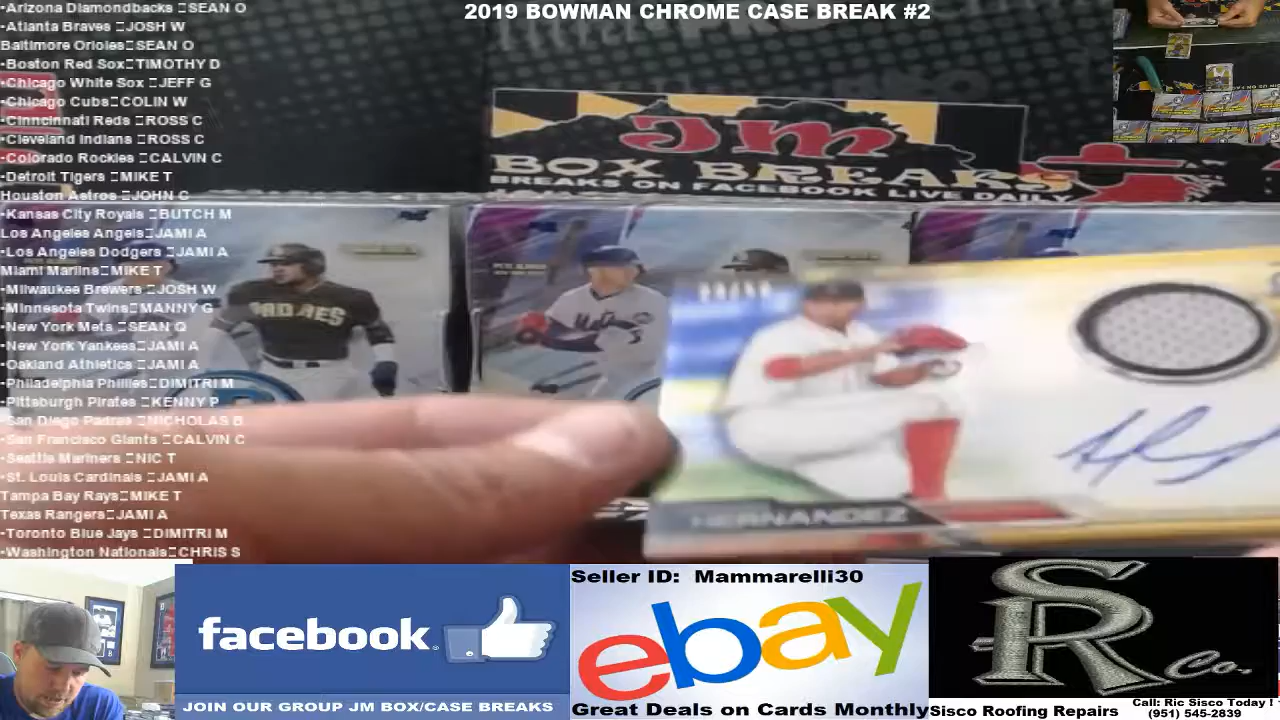 2019 BOWMAN CHROME CASE BREAK #2
•Arizona Diamondbacks SEAN O
•Atlanta Braves JOSH W
Baltimore Orioles SEAN O
•Boston Red Sox TIMOTHY D
•Chicago White Sox JEFF G
•Chicago Cubs COLIN W
•Cinncinnati Reds ROSS C
•Cleveland Indians ROSS C
•Colorado Rockies CALVIN C
•Detroit Tigers MIKE T
Houston Astros JOHN C
•Kansas City Royals BUTCH M
Los Angeles Angels JAMI A
•Los Angeles Dodgers JAMI A
Miami Marlins MIKE T
•Milwaukee Brewers JOSH W
•Minnesota Twins MANNY G
•New York Mets SEAN O
•New York Yankees JAMI A
•Oakland Athletics JAMI A
•Philadelphia Phillies DIMITRI M
•Pittsburgh Pirates KENNY P
•San Diego Padres NICHOLAS B
•San Francisco Giants CALVIN C
•Seattle Mariners NIC T
•St. Louis Cardinals JAMI A
Tampa Bay Rays MIKE T
Texas Rangers JAMI A
•Toronto Blue Jays DIMITRI M
•Washington Nationals CHRIS S
JM
BOX BREAKS
BREAKS ON FACEBOOK LIVE DAILY
PADRES
Mets
HERNANDEZ
facebook
JOIN OUR GROUP JM BOX/CASE BREAKS
Seller ID: Mammarelli30
ebay
Great Deals on Cards Monthly
SR Co.
Sisco Roofing Repairs
Call: Ric Sisco Today !
(951) 545-2839